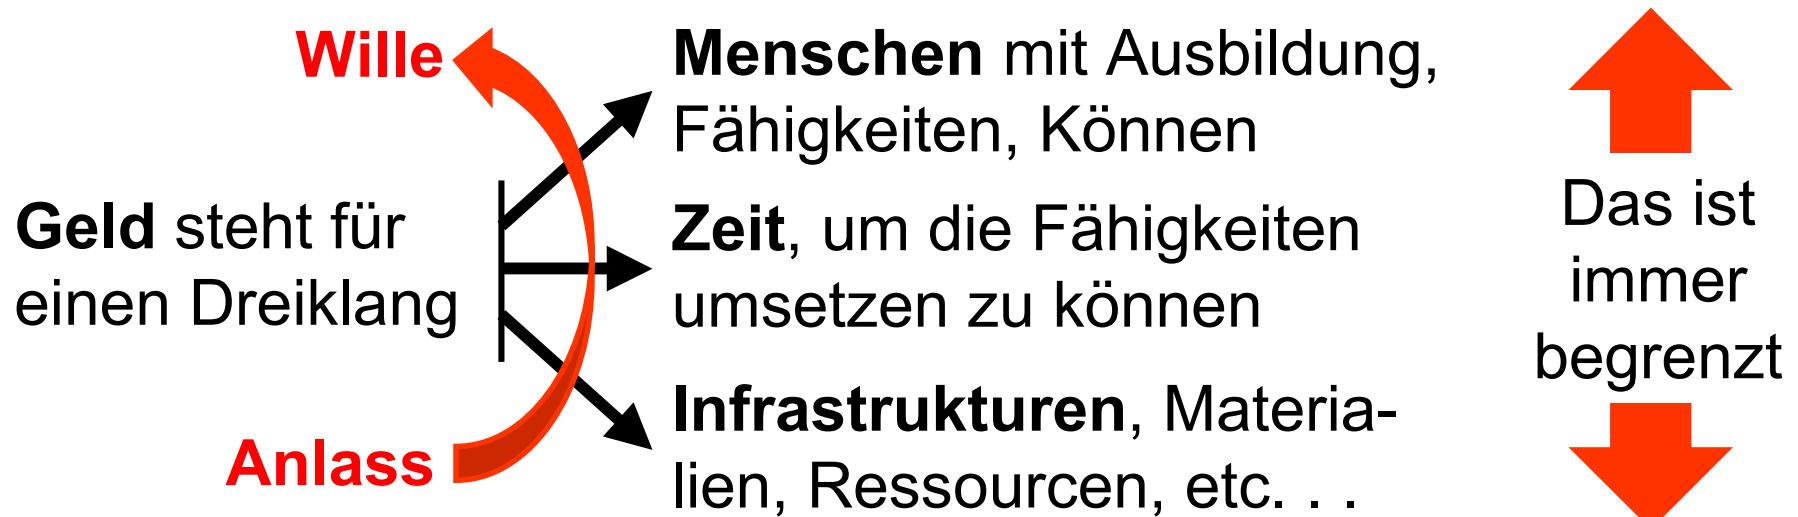 Wille
Geld steht für
einen Dreiklang
Anlass
Menschen mit Ausbildung,
Fähigkeiten, Können
Zeit, um die Fähigkeiten
umsetzen zu können
Infrastrukturen, Materia-
lien, Ressourcen, etc. . .
Das ist
immer
begrenzt